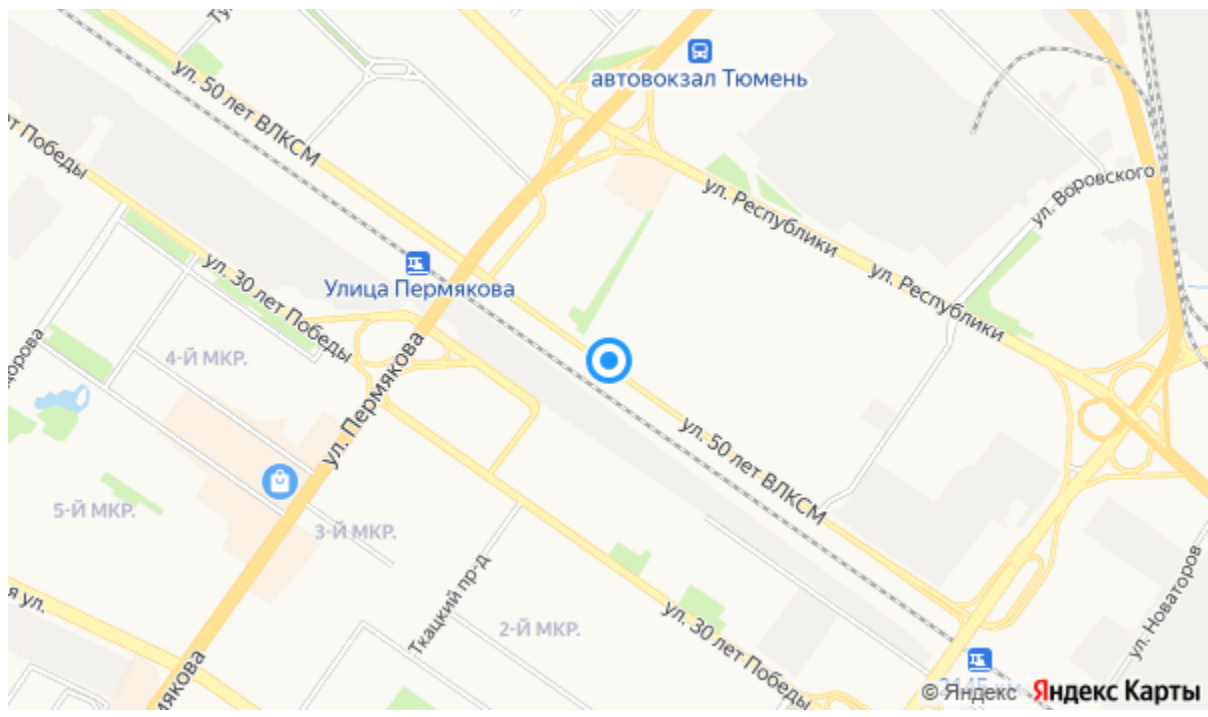 автовокзал Тюмень
ул. 50 лет ВЛКСМ
Победы
ул. Воровского
ул. Республики
ул. 30 лет Победы
Улица Пермякова
ул. Республики
4-Й МКР.
ул. Пермякова
ул. 50 лет ВЛКСМ
5-Й МКР.
3-Й МКР.
Ткацкий пр-д
2-Й МКР.
ул. 30 лет Победы
ул. Новаторов
я ул.
© Яндекс Яндекс Карты